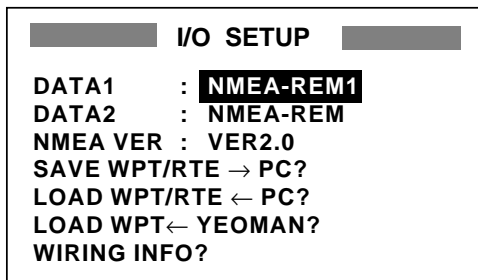 I/O SETUP
DATA1 : NMEA-REM1
DATA2 : NMEA-REM
NMEA VER : VER2.0
SAVE WPT/RTE → PC?
LOAD WPT/RTE ← PC?
LOAD WPT← YEOMAN?
WIRING INFO?